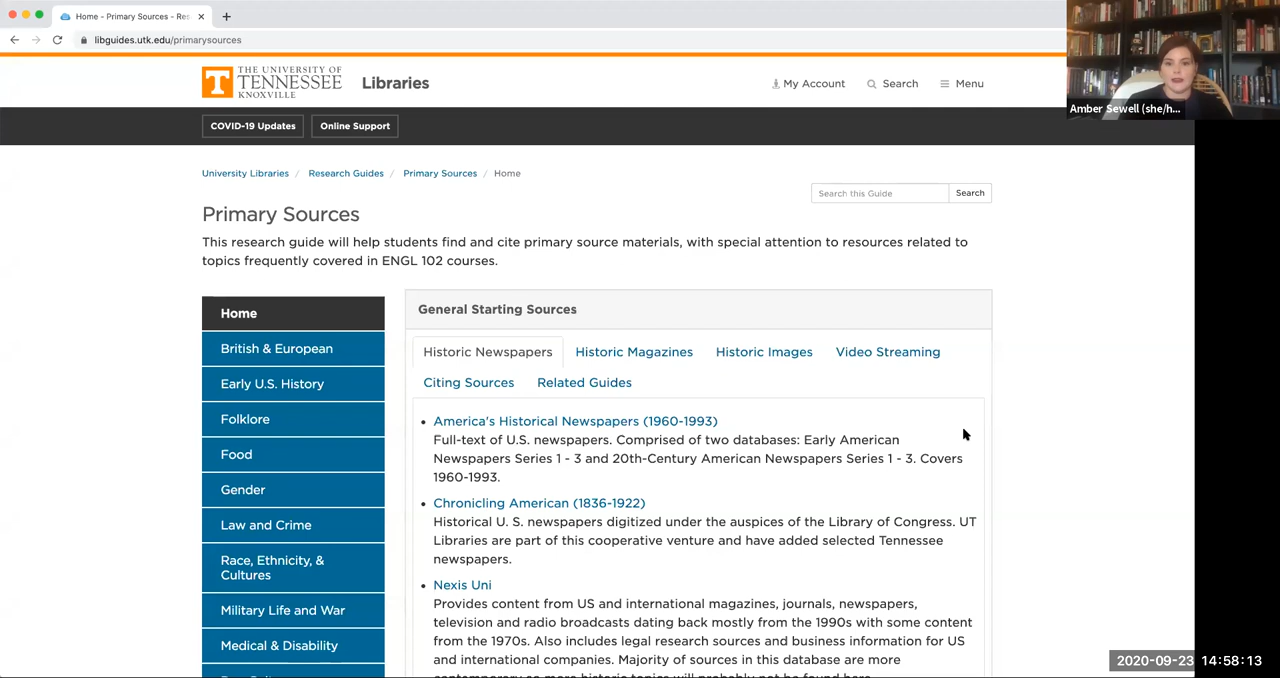 Home - Primary Sources - Res
libguides.utk.edu/primarysources
Amber Sewell (she/h...
T THE UNIVERSITY OF
TENNESSEE
KNOXVILLE
Libraries
My Account
Search
Menu
COVID-19 Updates
Online Support
University Libraries / Research Guides / Primary Sources / Home
Search this Guide
Search
Primary Sources
This research guide will help students find and cite primary source materials, with special attention to resources related to
topics frequently covered in ENGL 102 courses.
Home
British & European
Early U.S. History
Folklore
Food
Gender
Law and Crime
Race, Ethnicity, &
Cultures
Military Life and War
Medical & Disability
General Starting Sources
Historic Newspapers
Historic Magazines
Historic Images
Video Streaming
Citing Sources
Related Guides
• America's Historical Newspapers (1960-1993)
Full-text of U.S. newspapers. Comprised of two databases: Early American
Newspapers Series 1 - 3 and 20th-Century American Newspapers Series 1 - 3. Covers
1960-1993.
• Chronicling American (1836-1922)
Historical U. S. newspapers digitized under the auspices of the Library of Congress. UT
Libraries are part of this cooperative venture and have added selected Tennessee
newspapers.
• Nexis Uni
Provides content from US and international magazines, journals, newspapers,
television and radio broadcasts dating back mostly from the 1990s with some content
from the 1970s. Also includes legal research sources and business information for US
and international companies. Majority of sources in this database are more
2020-09-23 14:58:13